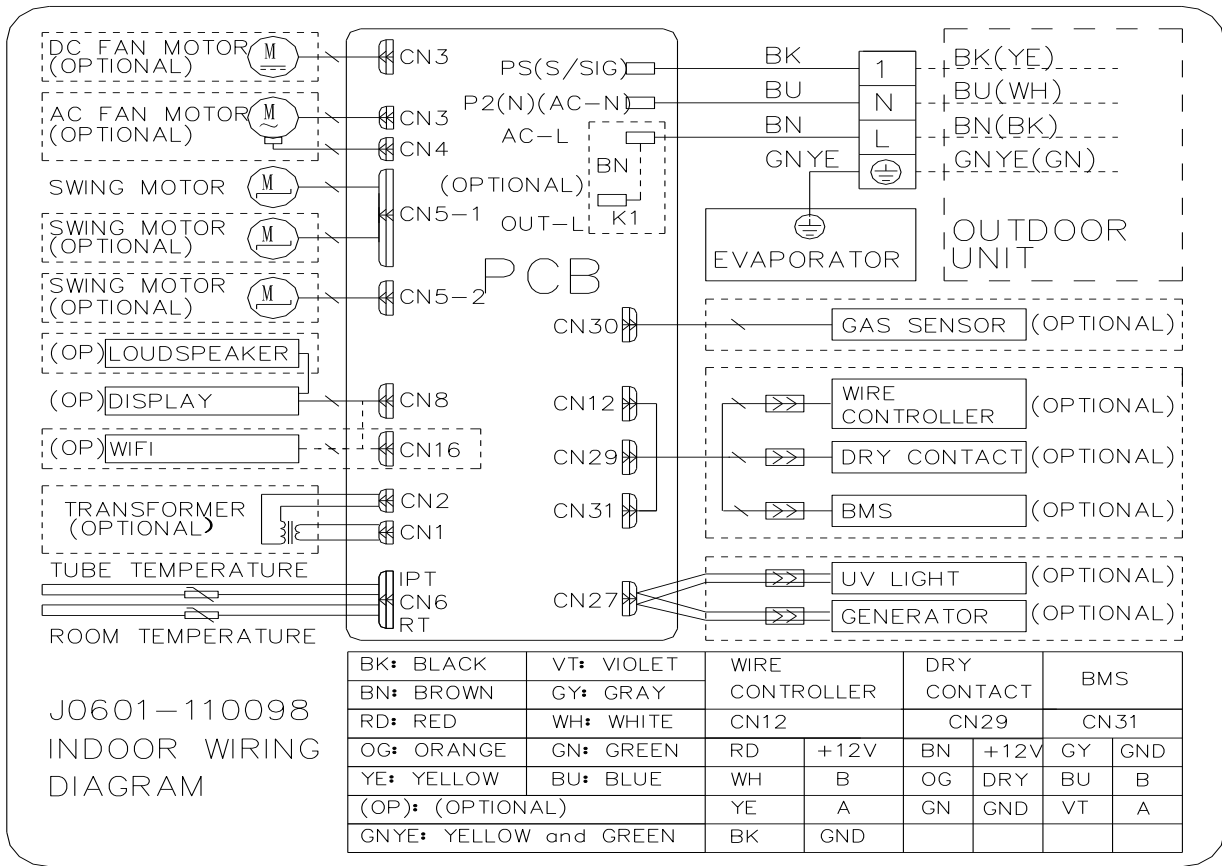 DC FAN MOTOR
(OPTIONAL)
M
CN3
AC FAN MOTOR
(OPTIONAL)
M
~
CN3
CN4
SWING MOTOR
M
CN5-1
SWING MOTOR
(OPTIONAL)
M
SWING MOTOR
(OPTIONAL)
M
CN5-2
(OP) LOUDSPEAKER
(OP) DISPLAY
CN8
(OP) WIFI
CN16
TRANSFORMER
(OPTIONAL)
CN2
CN1
TUBE TEMPERATURE
IPT
CN6
RT
ROOM TEMPERATURE
PCB
PS(S/SIG)
P2(N)(AC-N)
AC-L
BN
(OPTIONAL)
K1
OUT-L
CN30
CN12
CN29
CN31
CN27
BK
1
BK(YE)
BU
N
BU(WH)
BN
L
BN(BK)
GNYE
GNYE(GN)
EVAPORATOR
OUTDOOR
UNIT
GAS SENSOR (OPTIONAL)
WIRE
CONTROLLER
(OPTIONAL)
DRY CONTACT (OPTIONAL)
BMS (OPTIONAL)
UV LIGHT (OPTIONAL)
GENERATOR (OPTIONAL)
J0601-110098
INDOOR WIRING
DIAGRAM
BK: BLACK VT: VIOLET
BN: BROWN GY: GRAY
RD: RED WH: WHITE
OG: ORANGE GN: GREEN
YE: YELLOW BU: BLUE
(OP): (OPTIONAL)
GNYE: YELLOW and GREEN
WIRE
CONTROLLER
DRY
CONTACT
BMS
CN12 CN29 CN31
RD +12V BN +12V GY GND
WH B OG DRY BU B
YE A GN GND VT A
BK GND